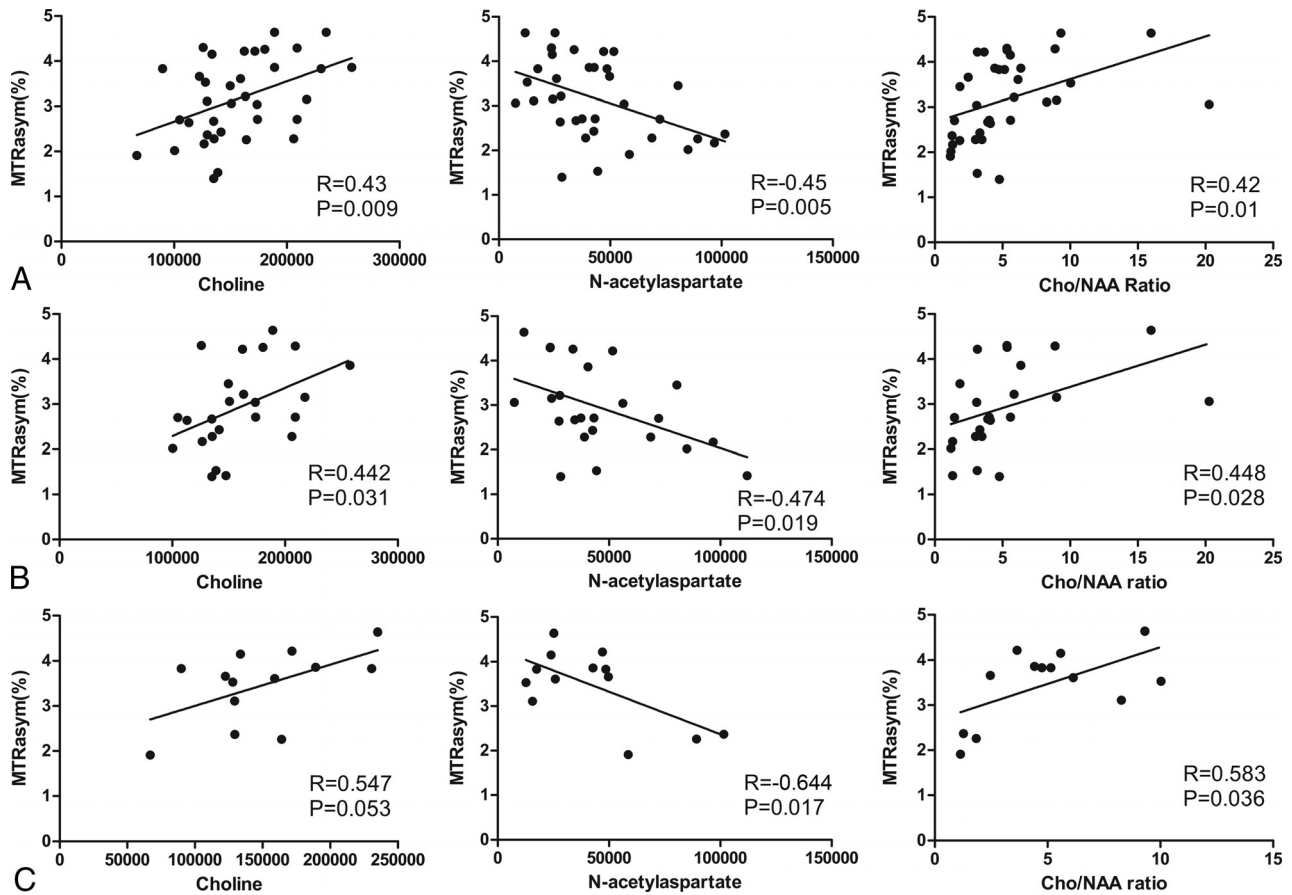 MTRasym(%)
5
4
3
2
1
0
0
100000
200000
300000
Choline
R=0.43
P=0.009
MTRasym(%)
5
4
3
2
1
0
0
50000
100000
150000
N-acetylaspartate
R=-0.45
P=0.005
MTRasym(%)
5
4
3
2
1
0
0
5
10
15
20
25
Cho/NAA Ratio
R=0.42
P=0.01
A
MTRasym(%)
5
4
3
2
1
0
0
100000
200000
300000
Choline
R=0.442
P=0.031
MTRasym(%)
5
4
3
2
1
0
0
50000
100000
150000
N-acetylaspartate
R=-0.474
P=0.019
MTRasym(%)
5
4
3
2
1
0
0
5
10
15
20
25
Cho/NAA ratio
R=0.448
P=0.028
B
MTRasym(%)
5
4
3
2
1
0
0
50000
100000
150000
200000
250000
Choline
R=0.547
P=0.053
MTRasym(%)
5
4
3
2
1
0
0
50000
100000
150000
N-acetylaspartate
R=-0.644
P=0.017
MTRasym(%)
5
4
3
2
1
0
0
5
10
15
Cho/NAA ratio
R=0.583
P=0.036
C